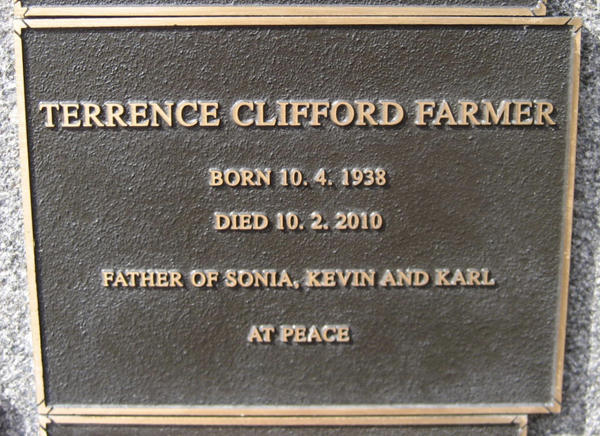 TERRENCE CLIFFORD FARMER
BORN 10. 4. 1938
DIED 10. 2. 2010
FATHER OF SONIA, KEVIN AND KARL
AT PEACE